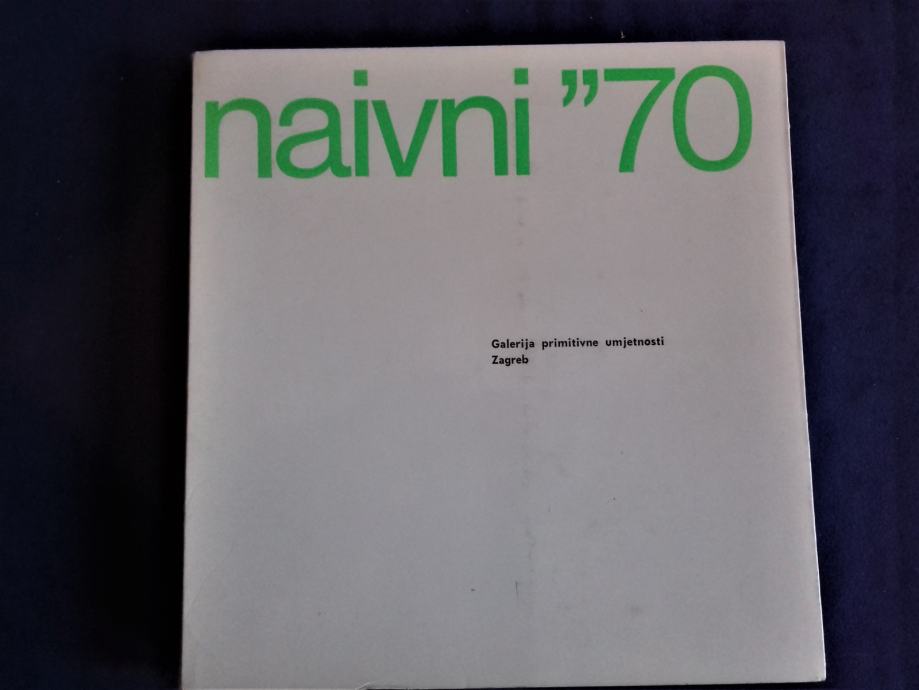 naivni ”70
Galerija primitivne umjetnosti
Zagreb